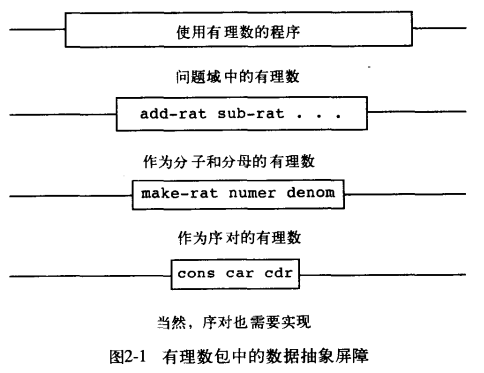 使用有理数的程序
问题域中的有理数
add-rat sub-rat . . .
作为分子和分母的有理数
make-rat numer denom
作为序对的有理数
cons car cdr
当然，序对也需要实现
图2-1 有理数包中的数据抽象屏障